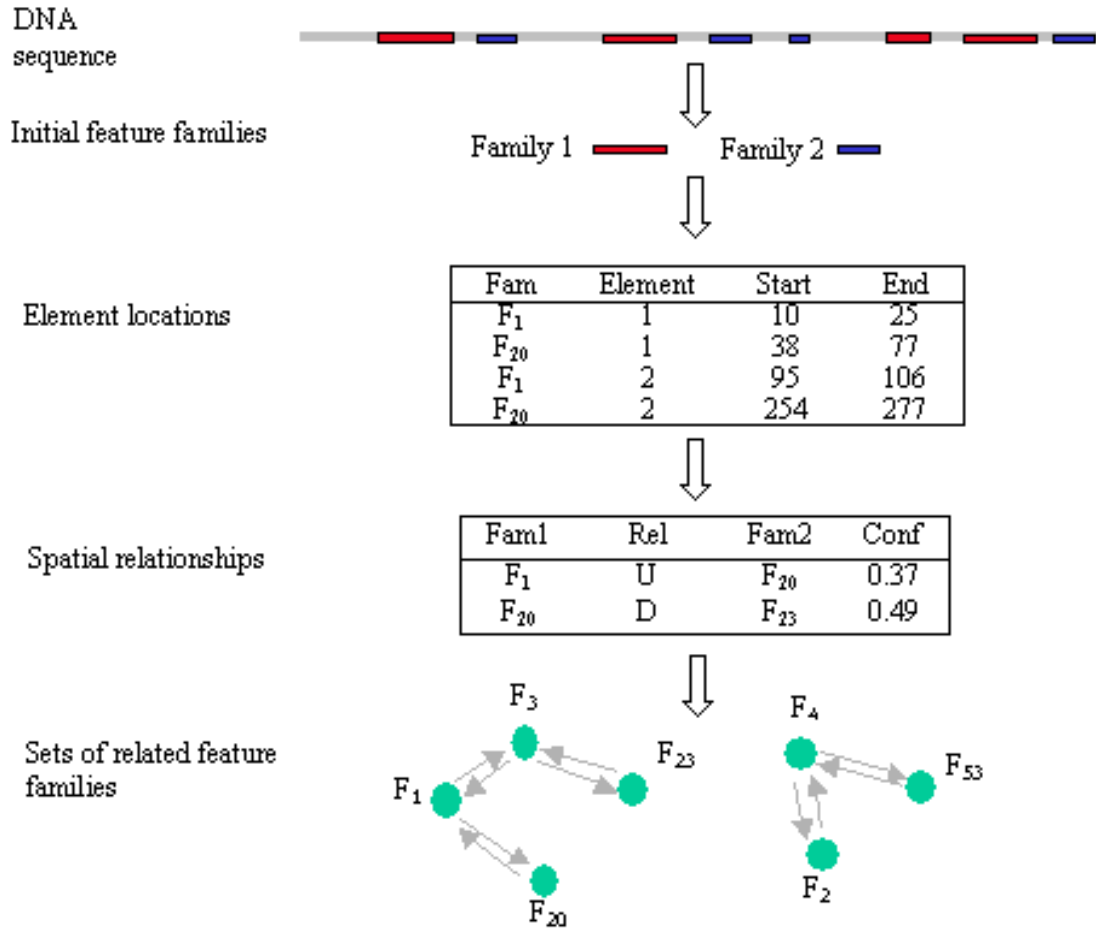 DNA
sequence
Initial feature families
Family 1
Family 2
Element locations
Fam Element Start End
F₁ 1 10 25
F₂₀ 1 38 77
F₁ 2 95 106
F₂₀ 2 254 277
Spatial relationships
Fam1 Rel Fam2 Conf
F₁ U F₂₀ 0.37
F₂₀ D F₂₃ 0.49
Sets of related feature
families
F₃
F₂₃
F₁
F₂₀
F₄
F₅₃
F₂